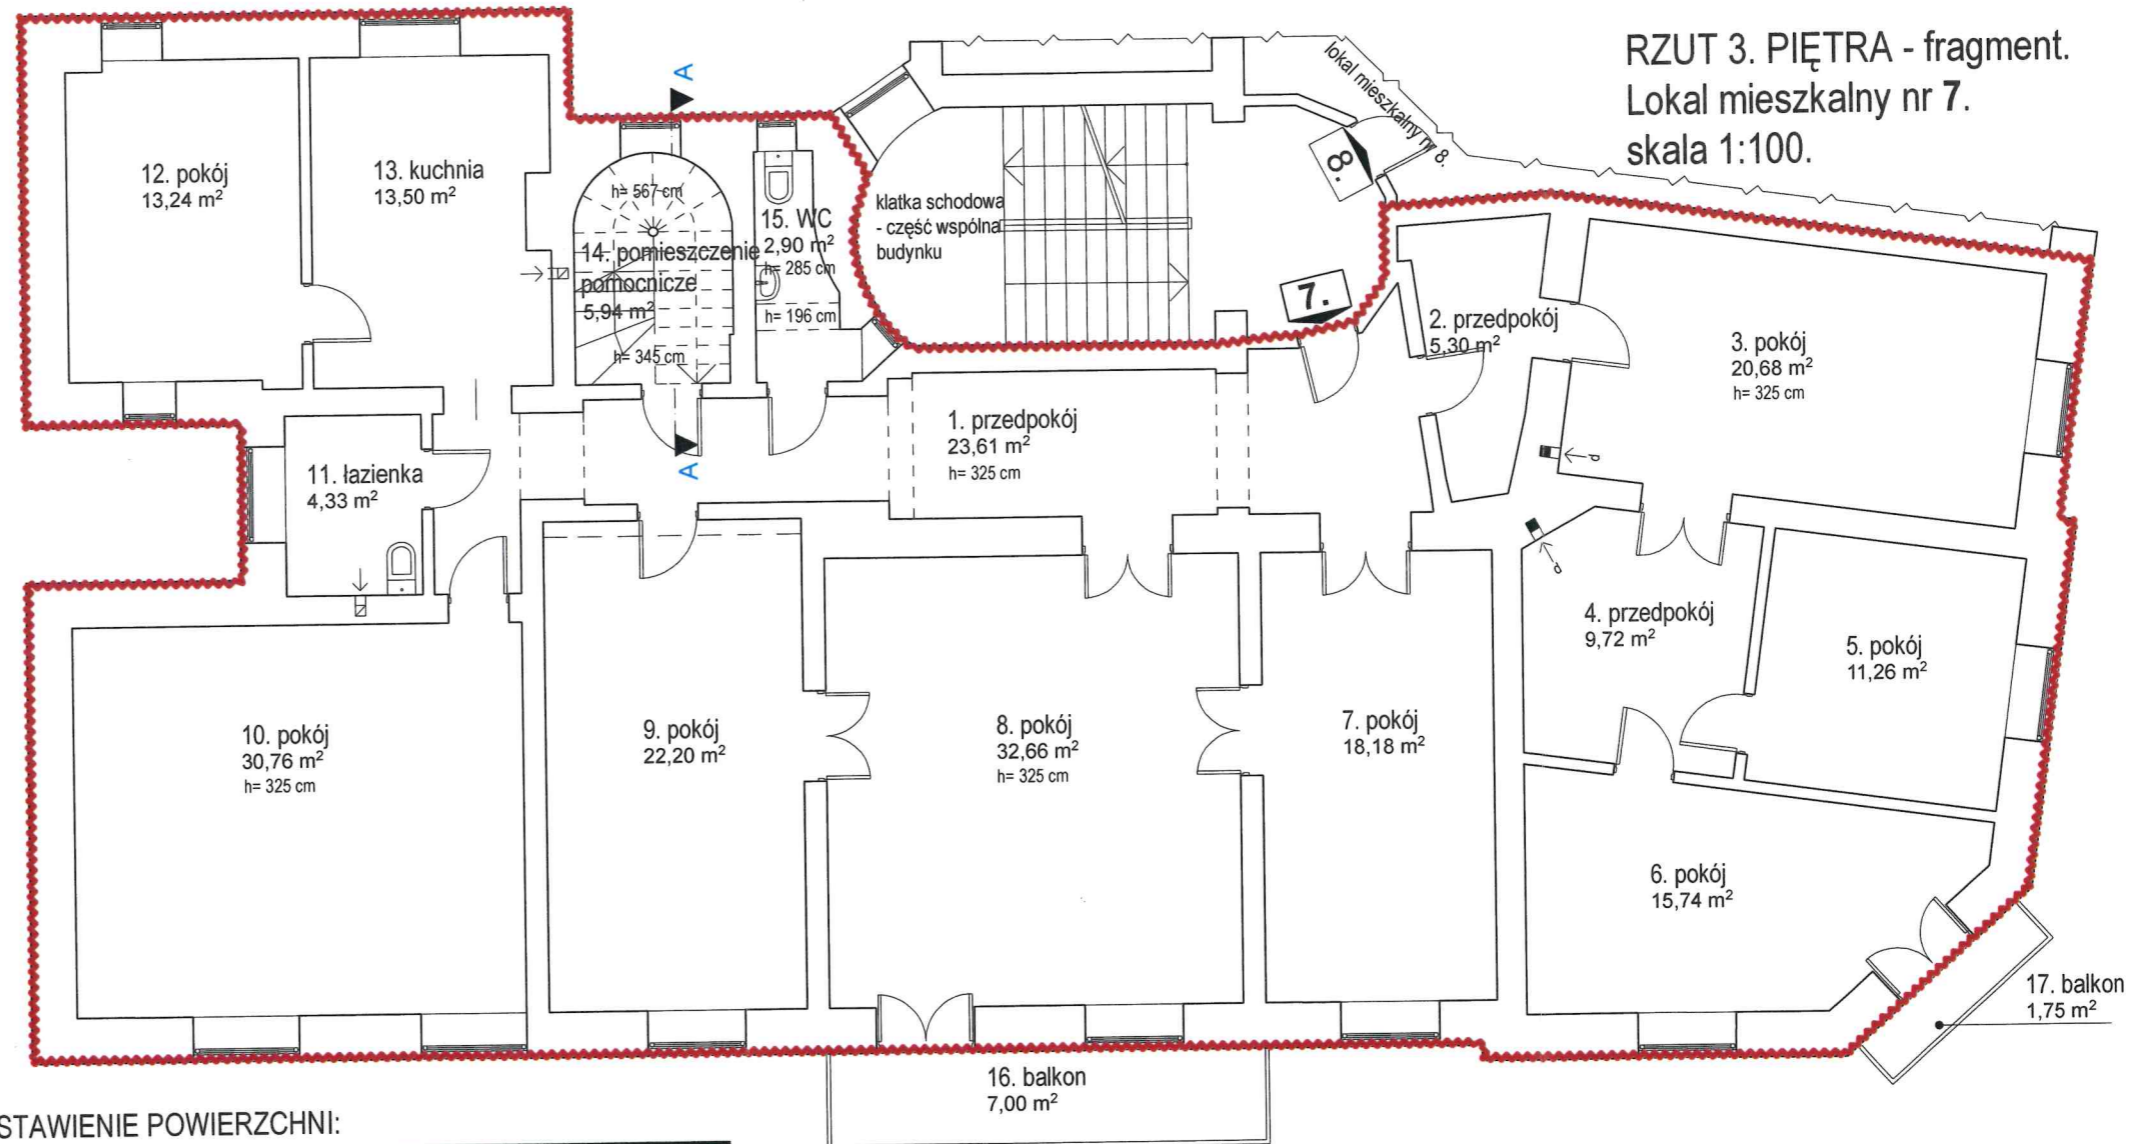 RZUT 3. PIĘTRA - fragment.
Lokal mieszkalny nr 7.
skala 1:100.
lokal mieszkalny nr 8.
A
12. pokój
13,24 m²
13. kuchnia
13,50 m²
h= 567 cm
14. pomieszczenie
pomocnicze
5,94 m²
h= 345 cm
15. WC
2,90 m²
h= 285 cm
h= 196 cm
klatka schodowa
- część wspólna
budynku
8.
7.
2. przedpokój
5,30 m²
3. pokój
20,68 m²
h= 325 cm
1. przedpokój
23,61 m²
h= 325 cm
A
11. łazienka
4,33 m²
d
d
4. przedpokój
9,72 m²
5. pokój
11,26 m²
10. pokój
30,76 m²
h= 325 cm
9. pokój
22,20 m²
8. pokój
32,66 m²
h= 325 cm
7. pokój
18,18 m²
6. pokój
15,74 m²
17. balkon
1,75 m²
16. balkon
7,00 m²
STAWIENIE POWIERZCHNI: